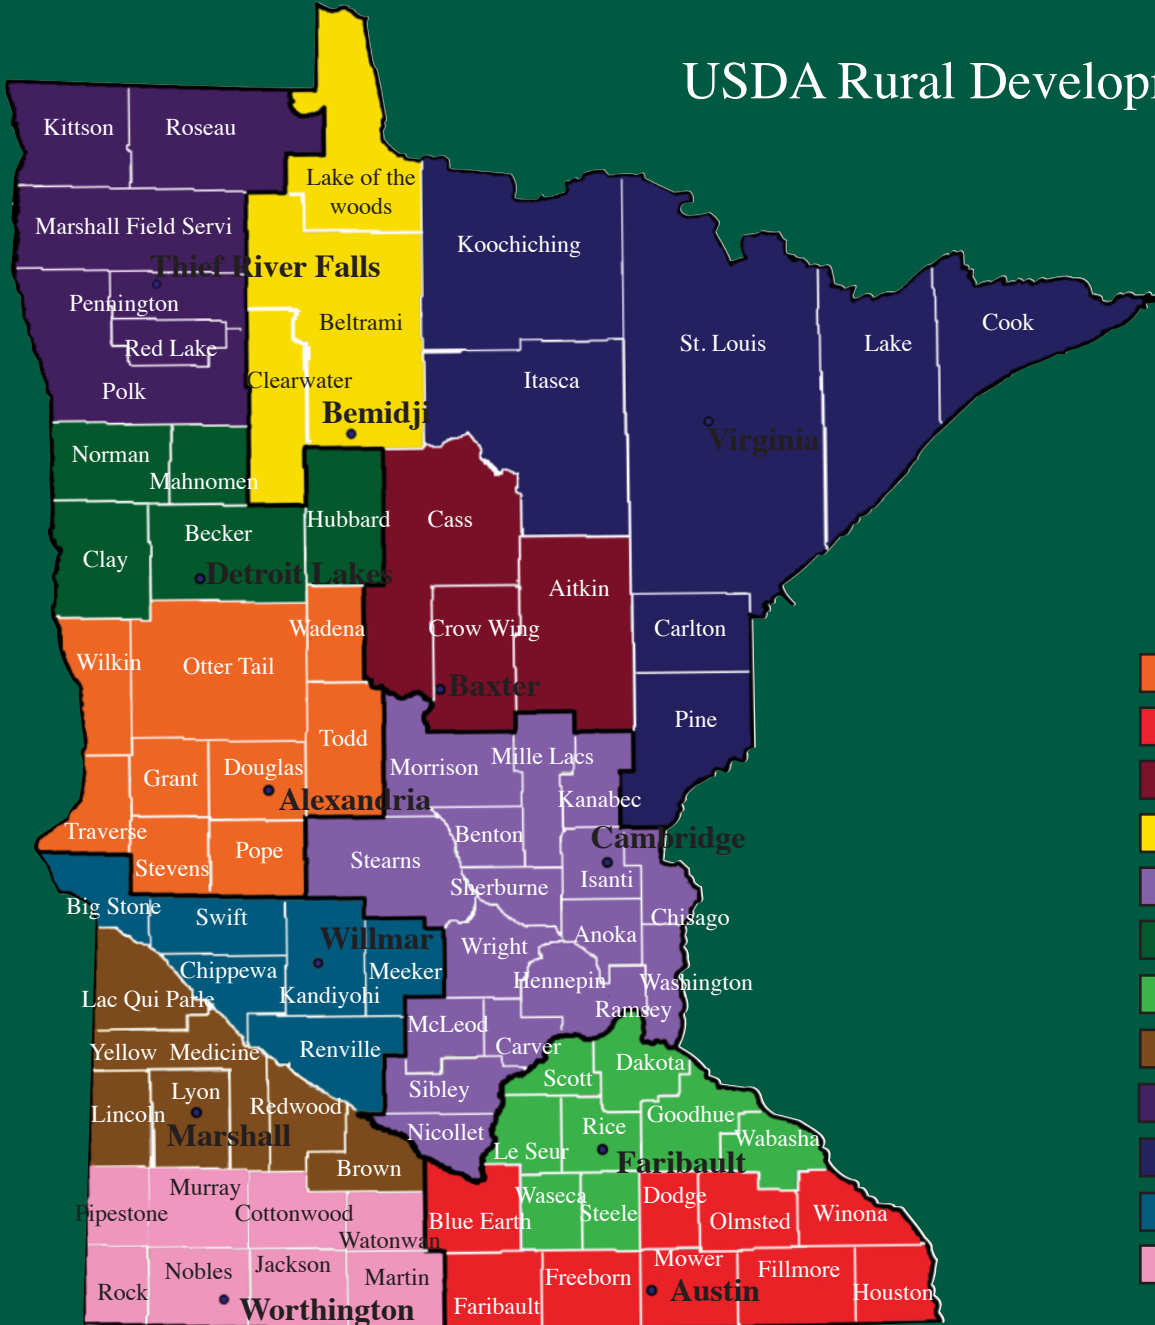 USDA Rural Develop
Kittson
Roseau
Lake of the
woods
Marshall Field Servi
Koochiching
Thief River Falls
Pennington
Beltrami
Cook
St. Louis
Lake
Red Lake
Clearwater
Itasca
Polk
Bemidji
Virginia
Norman
Mahnomen
Hubbard
Cass
Becker
Clay
Detroit Lakes
Aitkin
Wadena
Crow Wing
Carlton
Wilkin
Otter Tail
Baxter
Pine
Todd
Mille Lacs
Morrison
Grant
Douglas
Alexandria
Kanabec
Traverse
Benton
Cambridge
Pope
Stearns
Stevens
Isanti
Sherburne
Big Stone
Swift
Chisago
Willmar
Anoka
Wright
Chippewa
Meeker
Hennepin
Washington
Lac Qui Parle
Kandiyohi
Ramsey
McLeod
Yellow Medicine
Renville
Carver
Dakota
Scott
Lyon
Sibley
Lincoln
Redwood
Goodhue
Marshall
Nicollet
Rice
Wabasha
Le Seur
Faribault
Brown
Murray
Waseca
Dodge
Pipestone
Cottonwood
Blue Earth
Steele
Olmsted
Winona
Watonwan
Mower
Nobles
Jackson
Martin
Freeborn
Fillmore
Rock
Austin
Houston
Worthington
Faribault